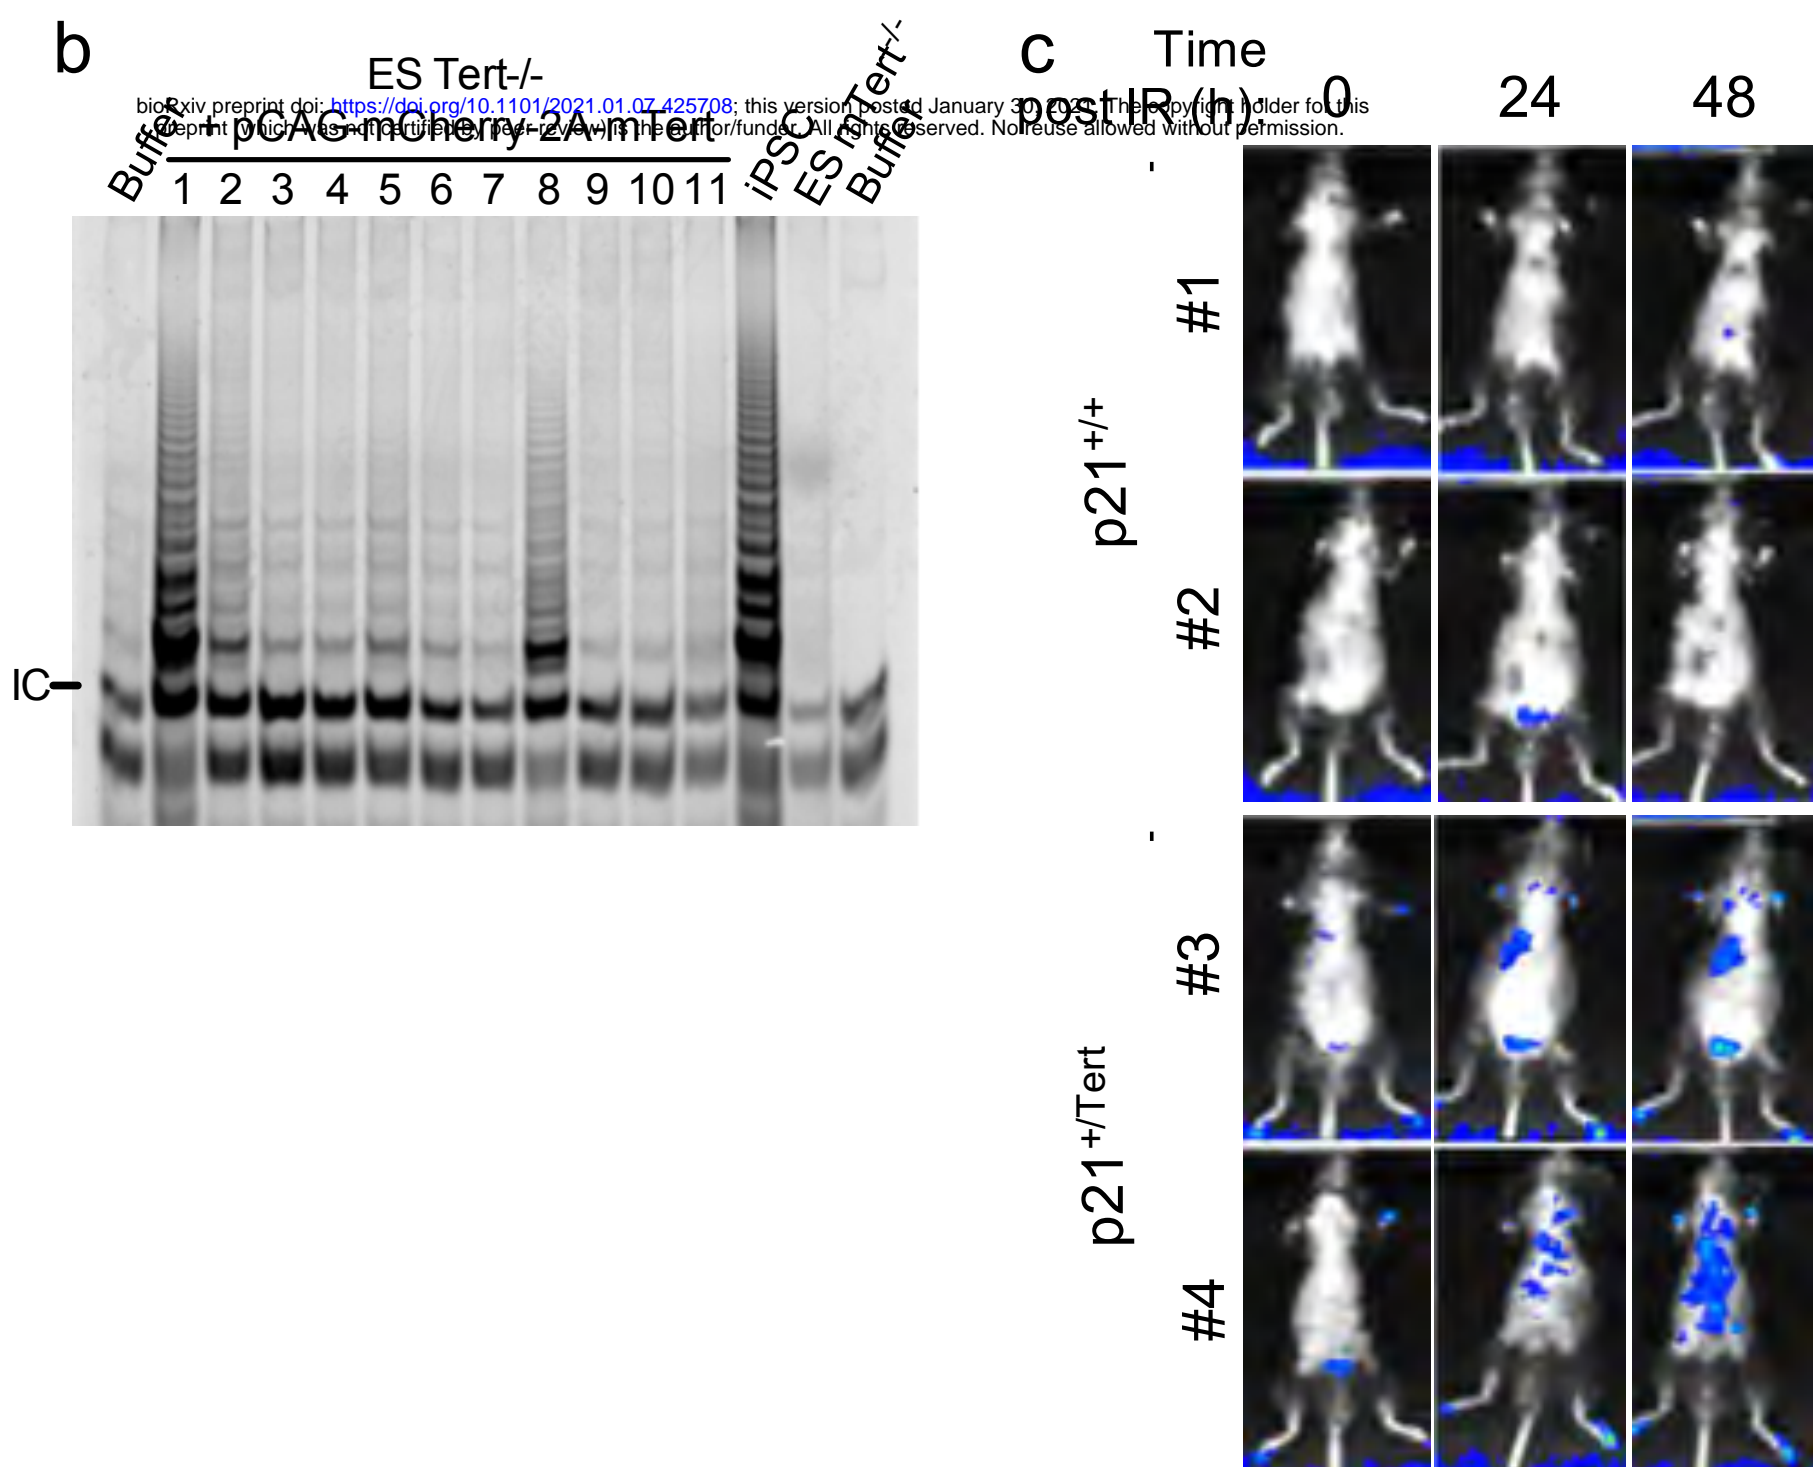 b
ES Tert-/-
+ pCAG-mCherry-2A-mTert
Buffer 1 2 3 4 5 6 7 8 9 10 11 iPSC ES mTert-/- Buffer
IC
bioRxiv preprint doi: https://doi.org/10.1101/2021.01.07.425708; this version posted January 30, 2021. The copyright holder for this
preprint (which was not certified by peer review) is the author/funder. All rights reserved. No reuse allowed without permission.
c
Time
post IR (h): 0 24 48
p21+/+
#1
#2
p21+/Tert
#3
#4